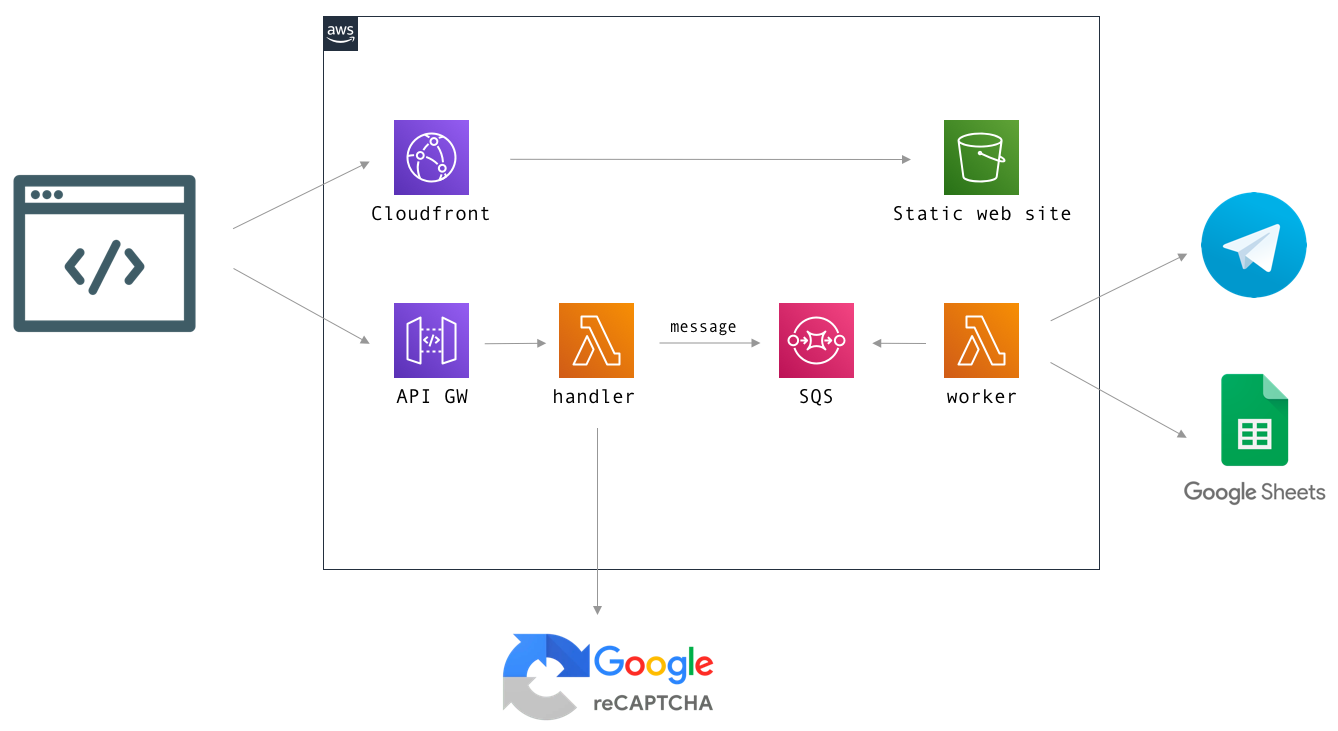 aws
Cloudfront
Static web site
message
API GW
handler
SQS
worker
Google Sheets
Google
reCAPTCHA